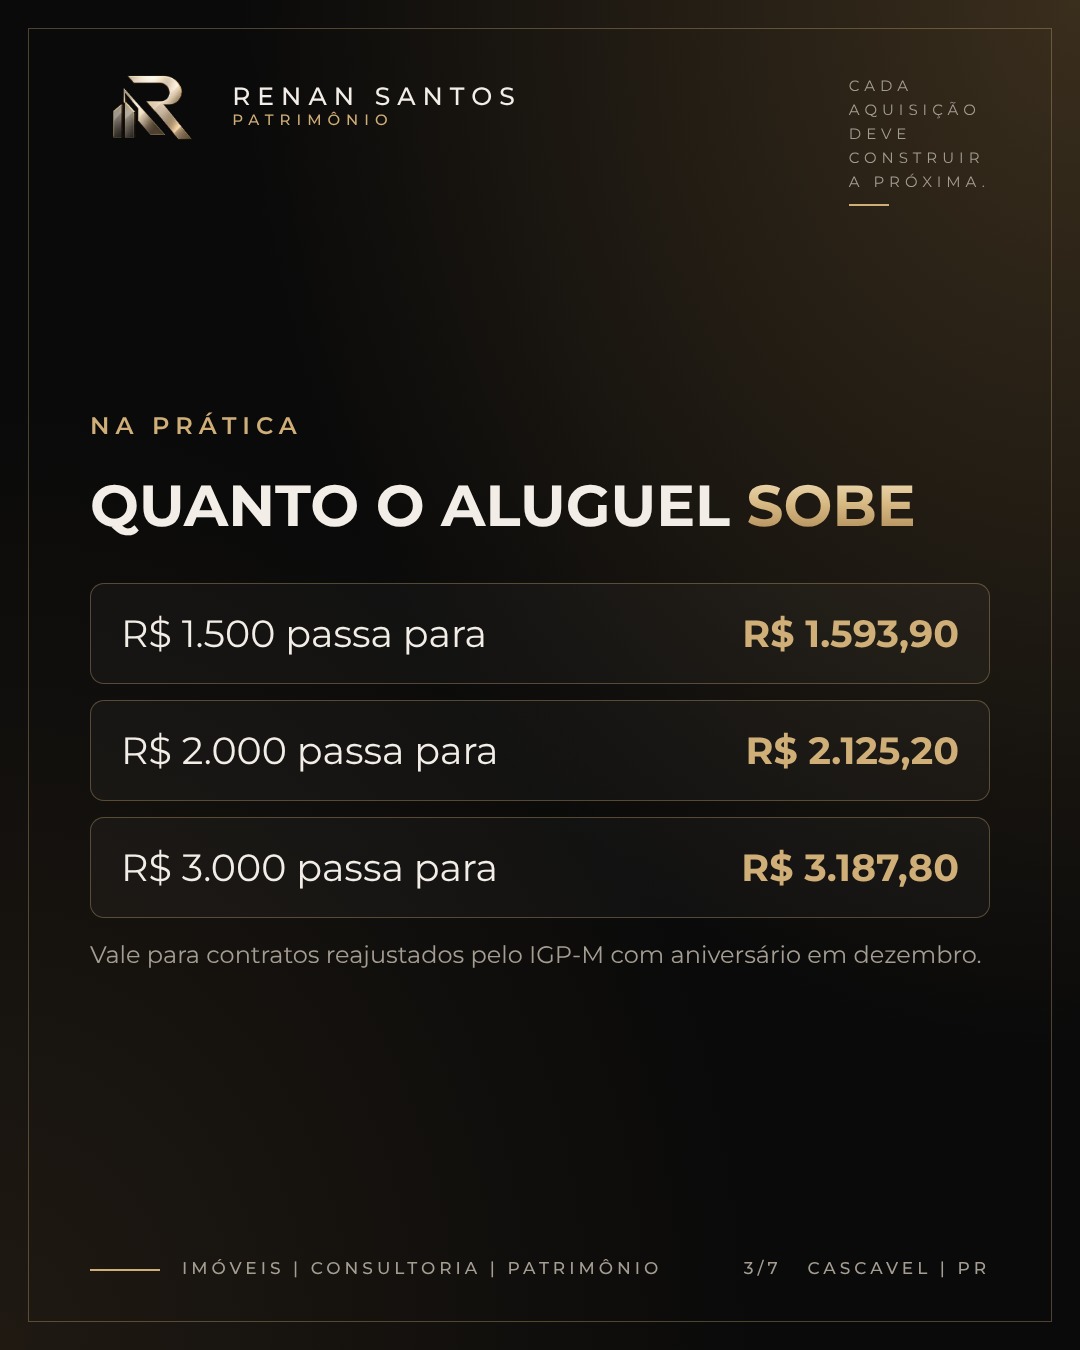 RENAN SANTOS
PATRIMÔNIO
CADA
AQUISIÇÃO
DEVE
CONSTRUIR
A PRÓXIMA.
NA PRÁTICA
QUANTO O ALUGUEL SOBE
R$ 1.500 passa para R$ 1.593,90
R$ 2.000 passa para R$ 2.125,20
R$ 3.000 passa para R$ 3.187,80
Vale para contratos reajustados pelo IGP-M com aniversário em dezembro.
IMÓVEIS | CONSULTORIA | PATRIMÔNIO 3/7 CASCAVEL | PR